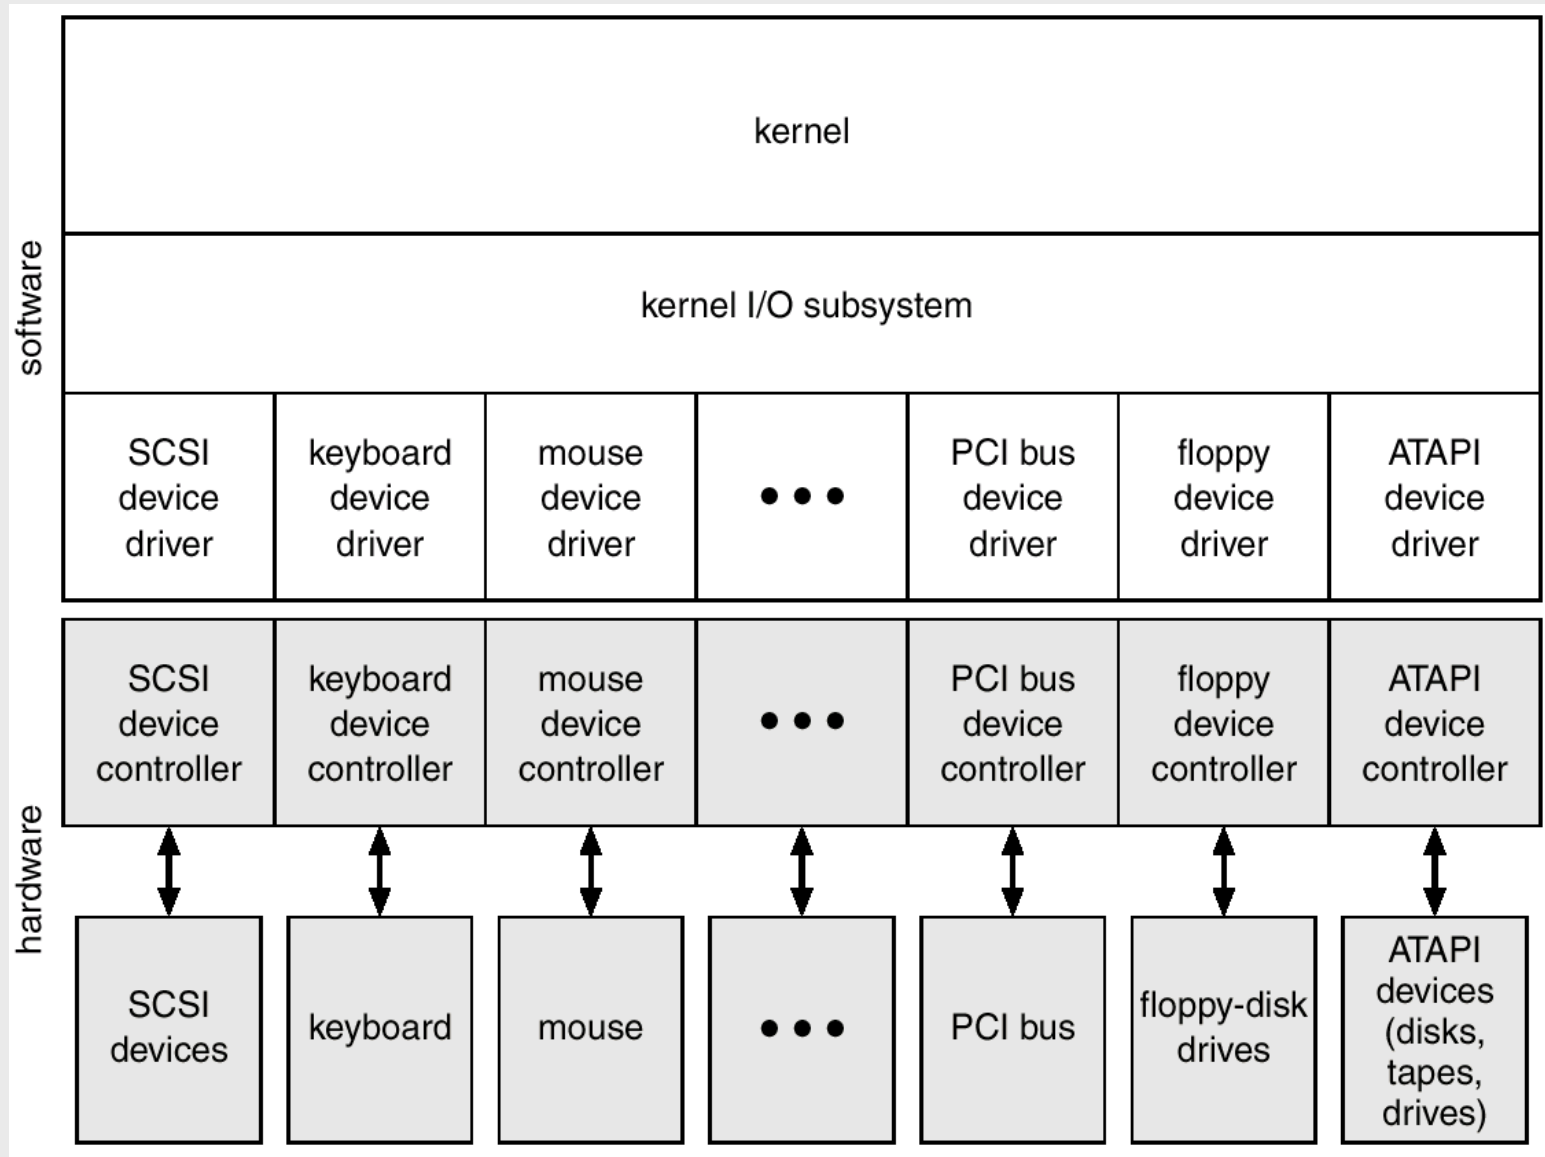 kernel
software
kernel I/O subsystem
SCSI
device
driver
keyboard
device
driver
mouse
device
driver
•••
PCI bus
device
driver
floppy
device
driver
ATAPI
device
driver
hardware
SCSI
device
controller
keyboard
device
controller
mouse
device
controller
•••
PCI bus
device
controller
floppy
device
controller
ATAPI
device
controller
SCSI
devices
keyboard
mouse
•••
PCI bus
floppy-disk
drives
ATAPI
devices
(disks,
tapes,
drives)